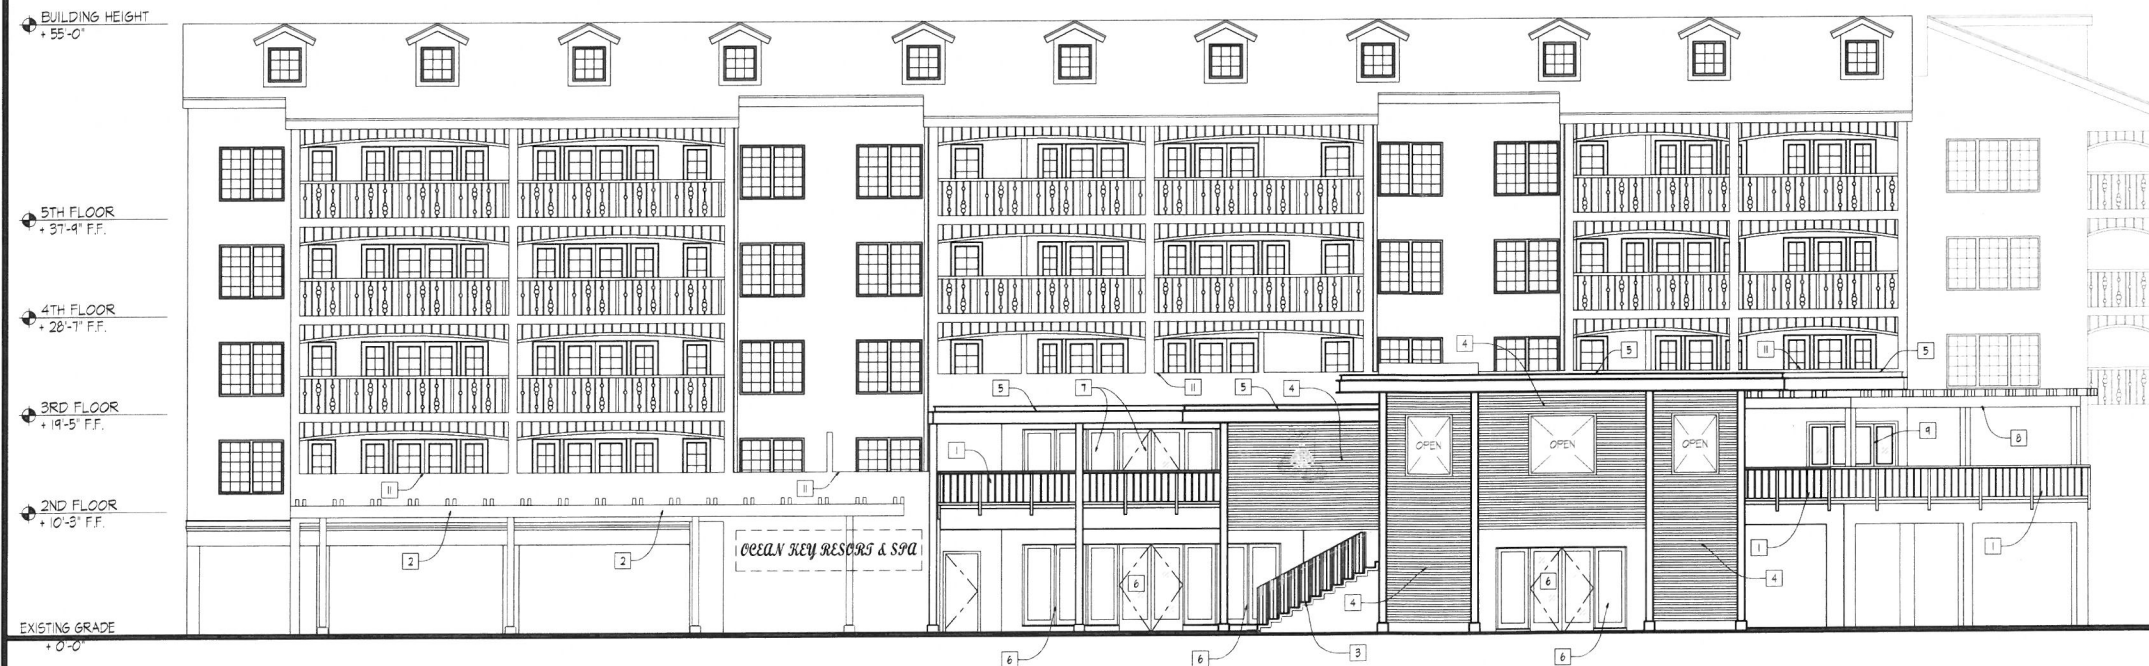 BUILDING HEIGHT
+ 55'-0"
5TH FLOOR
+ 37'-9" F.F.
4TH FLOOR
+ 28'-7" F.F.
4
5
11
5
5
7
11
5
4
3RD FLOOR
+ 19'-5" F.F.
1
OPEN
OPEN
OPEN
9
8
11
11
2ND FLOOR
+ 10'-3" F.F.
OCEAN KEY RESORT & SPA
2
2
1
1
6
6
4
4
EXISTING GRADE
+ 0'-0"
6
6
3
6